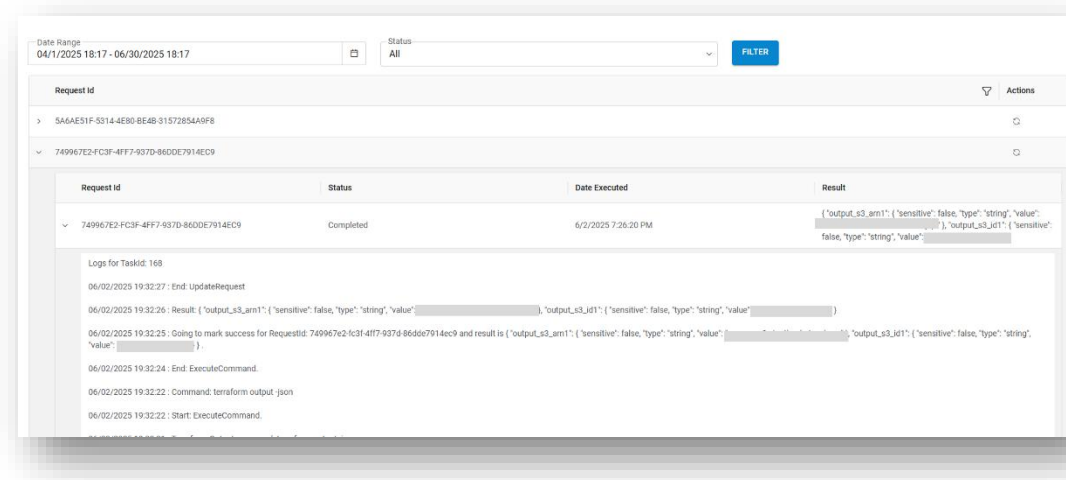 Date Range
04/1/2025 18:17 - 06/30/2025 18:17
Status
All
FILTER
Request Id
Actions
5A6AE51F-5314-4E80-BE4B-31572854A9F8
749967E2-FC3F-4FF7-937D-86DDE7914EC9
Request Id Status Date Executed Result
749967E2-FC3F-4FF7-937D-86DDE7914EC9 Completed 6/2/2025 7:26:20 PM
{ "output_s3_arn1": { "sensitive": false, "type": "string", "value":
}, "output_s3_id1": { "sensitive":
false, "type": "string", "value":
Logs for TaskId: 168
06/02/2025 19:32:27 : End: UpdateRequest
06/02/2025 19:32:26 : Result: { "output_s3_arn1": { "sensitive": false, "type": "string", "value": }, "output_s3_id1": { "sensitive": false, "type": "string", "value" }
06/02/2025 19:32:25 : Going to mark success for RequestId: 749967e2-fc3f-4ff7-937d-86dde7914ec9 and result is { "output_s3_arn1": { "sensitive": false, "type": "string", "value": "output_s3_id1": { "sensitive": false, "type": "string",
"value": } .
06/02/2025 19:32:24 : End: ExecuteCommand.
06/02/2025 19:32:22 : Command: terraform output -json
06/02/2025 19:32:22 : Start: ExecuteCommand.